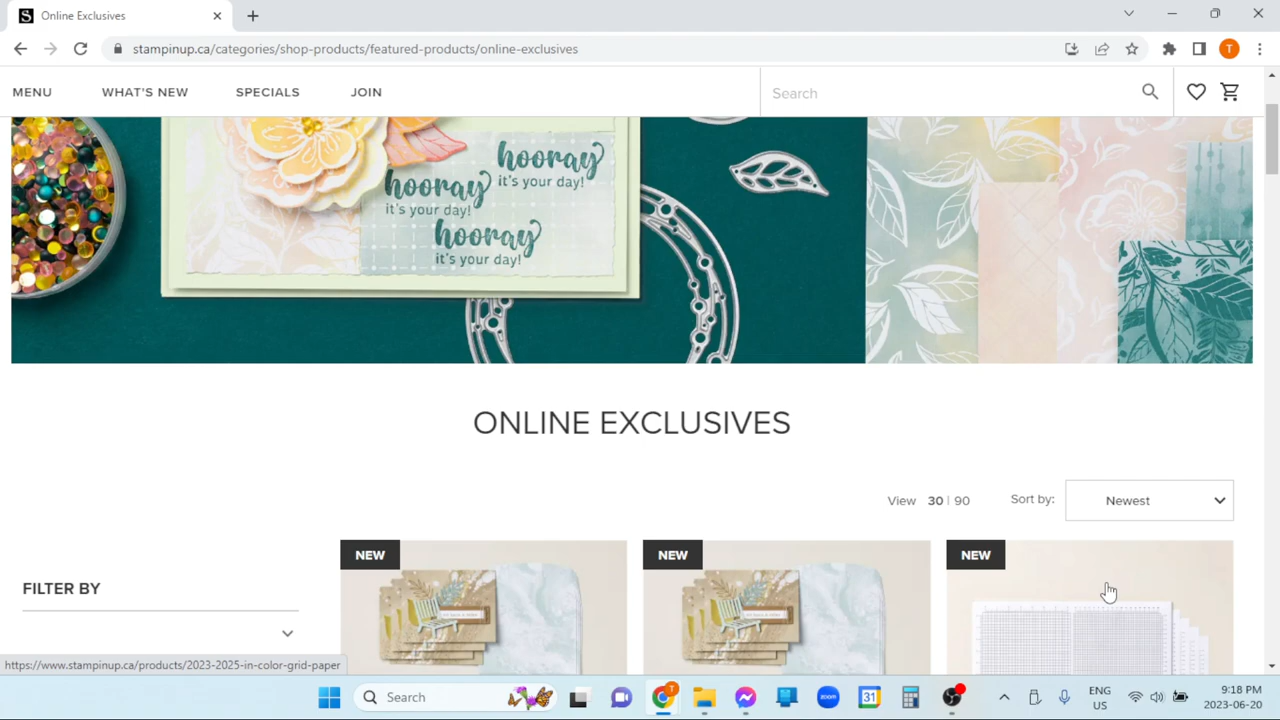 S Online Exclusives
stampinup.ca/categories/shop-products/featured-products/online-exclusives
T
MENU WHAT'S NEW SPECIALS JOIN Search
hooray
it's your day!
hooray
it's your day!
hooray
it's your day!
ONLINE EXCLUSIVES
View 30 | 90 Sort by: Newest
NEW NEW NEW
FILTER BY
https://www.stampinup.ca/products/2023-2025-in-color-grid-paper
Search
zoom
31
ENG
US
9:18 PM
2023-06-20